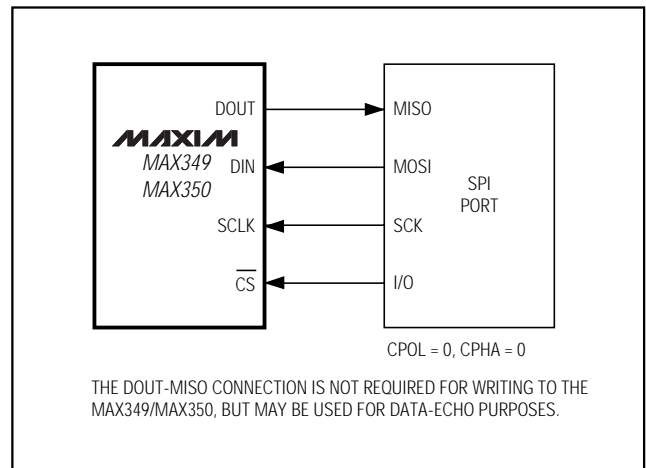 DOUT
MISO
MAXIM
MAX349
MAX350
DIN
MOSI
SPI
PORT
SCLK
SCK
CS
I/O
CPOL = 0, CPHA = 0
THE DOUT-MISO CONNECTION IS NOT REQUIRED FOR WRITING TO THE
MAX349/MAX350, BUT MAY BE USED FOR DATA-ECHO PURPOSES.